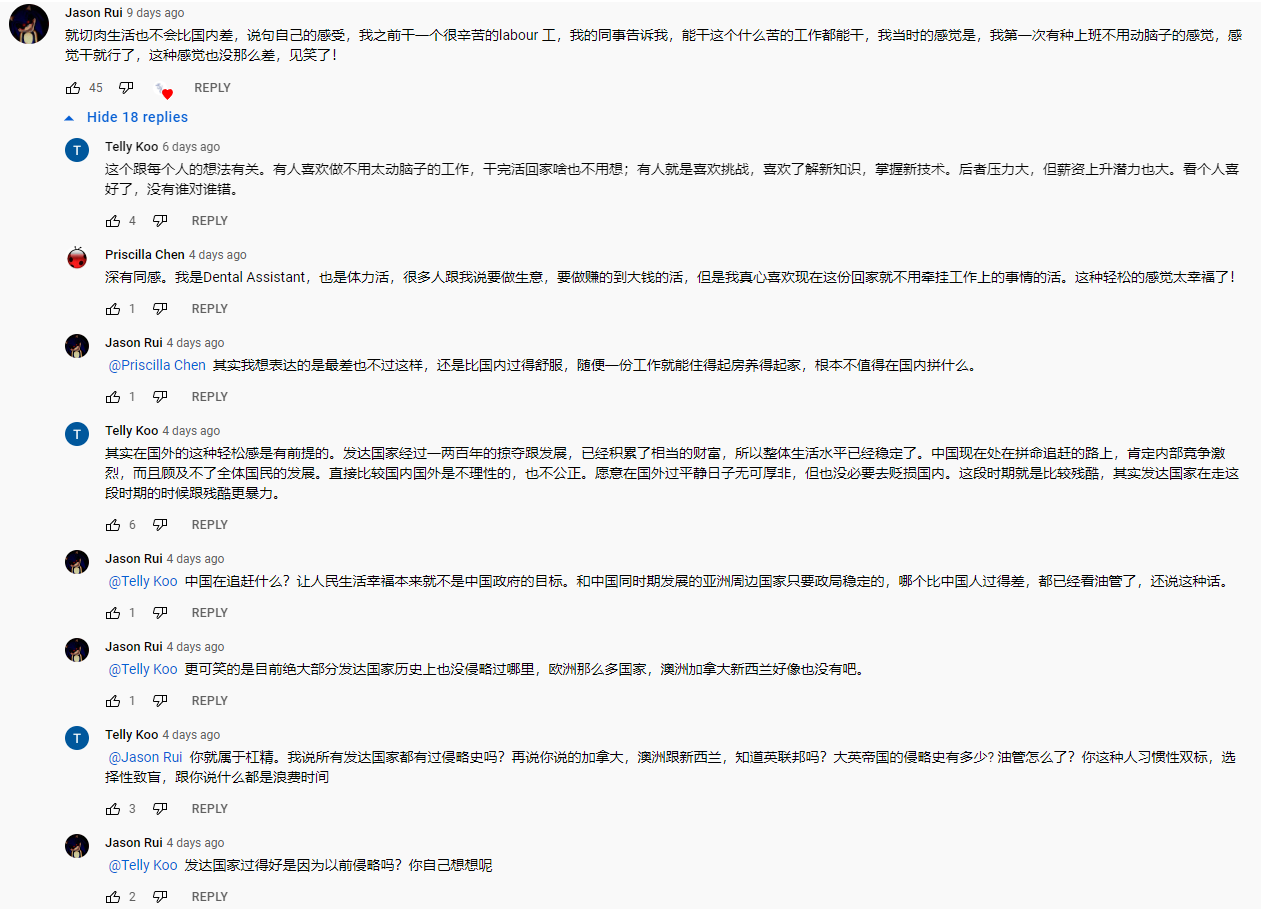 Jason Rui 9 days ago
就切肉生活也不会比国内差，说句自己的感受，我之前干一个很辛苦的labour 工，我的同事告诉我，能干这个什么苦的工作都能干，我当时的感觉是，我第一次有种上班不用动脑子的感觉，感
觉干就行了，这种感觉也没那么差，见笑了！
45 REPLY
Hide 18 replies
T
Telly Koo 6 days ago
这个跟每个人的想法有关。有人喜欢做不用太动脑子的工作，干完活回家啥也不用想；有人就是喜欢挑战，喜欢了解新知识，掌握新技术。后者压力大，但薪资上升潜力也大。看个人喜
好了，没有谁对谁错。
4 REPLY
Priscilla Chen 4 days ago
深有同感。我是Dental Assistant，也是体力活，很多人跟我说要做生意，要做赚的到大钱的活，但是我真心喜欢现在这份回家就不用牵挂工作上的事情的活。这种轻松的感觉太幸福了！
1 REPLY
Jason Rui 4 days ago
@Priscilla Chen 其实我想表达的是最差也不过这样，还是比国内过得舒服，随便一份工作就能住得起房养得起家，根本不值得在国内拼什么。
1 REPLY
T
Telly Koo 4 days ago
其实在国外的这种轻松感是有前提的。发达国家经过一两百年的掠夺跟发展，已经积累了相当的财富，所以整体生活水平已经稳定了。中国现在处在拼命追赶的路上，肯定内部竞争激
烈，而且顾及不了全体国民的发展。直接比较国内国外是不理性的，也不公正。愿意在国外过平静日子无可厚非，但也没必要去贬损国内。这段时期就是比较残酷，其实发达国家在走这
段时期的时候跟残酷更暴力。
6 REPLY
Jason Rui 4 days ago
@Telly Koo 中国在追赶什么？让人民生活幸福本来就不是中国政府的目标。和中国同时期发展的亚洲周边国家只要政局稳定的，哪个比中国人过得差，都已经看油管了，还说这种话。
1 REPLY
Jason Rui 4 days ago
@Telly Koo 更可笑的是目前绝大部分发达国家历史上也没侵略过哪里，欧洲那么多国家，澳洲加拿大新西兰好像也没有吧。
1 REPLY
T
Telly Koo 4 days ago
@Jason Rui 你就属于杠精。我说所有发达国家都有过侵略史吗？再说你说的加拿大，澳洲跟新西兰，知道英联邦吗？大英帝国的侵略史有多少？油管怎么了？你这种人习惯性双标，选
择性致盲，跟你说什么都是浪费时间
3 REPLY
Jason Rui 4 days ago
@Telly Koo 发达国家过得好是因为以前侵略吗？你自己想想呢
2 REPLY